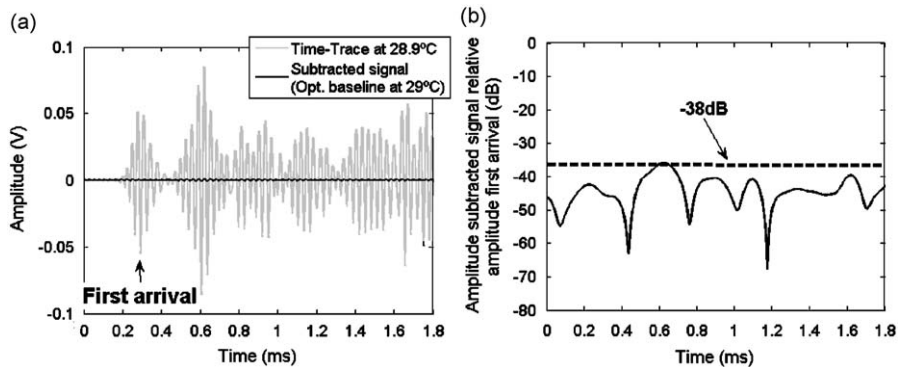 (a)
0.1
0.05
0
-0.05
-0.1
Amplitude (V)
Time-Trace at 28.9ºC
Subtracted signal
(Opt. baseline at 29ºC)
First arrival
0 0.2 0.4 0.6 0.8 1 1.2 1.4 1.6 1.8
Time (ms)
(b)
0
-10
-20
-30
-40
-50
-60
-70
-80
Amplitude subtracted signal relative
amplitude first arrival (dB)
-38dB
0 0.2 0.4 0.6 0.8 1 1.2 1.4 1.6 1.8
Time (ms)